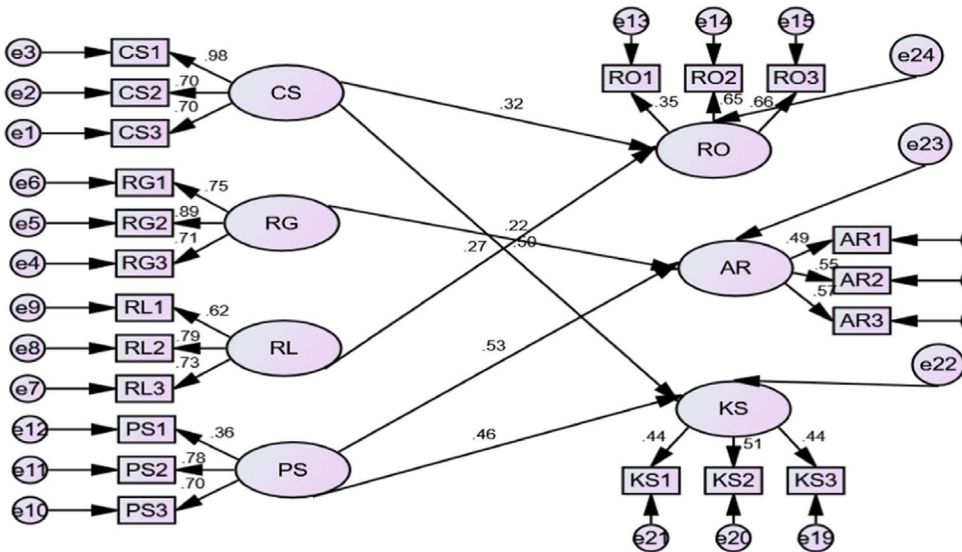 e13 e14 e15
e3 CS1 .98
e2 CS2 .70
e1 CS3 .70
CS
.32
RO1 RO2 RO3
.35 .65 .66
RO
e24
e6 RG1 .75
e5 RG2 .89
e4 RG3 .71
RG
.22
.27 .50
e23
AR
.49 AR1
.55 AR2
.57 AR3
e9 RL1 .62
e8 RL2 .79
e7 RL3 .73
RL
.53
e22
e12 PS1 .36
e11 PS2 .78
e10 PS3 .70
PS
.46
KS
.44 .51 .44
KS1 KS2 KS3
e21 e20 e19